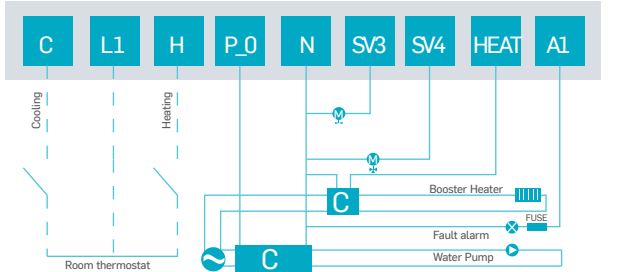 C L1 H P_0 N SV3 SV4 HEAT A1
Cooling
Heating
M
M
Booster Heater
C
FUSE
Fault alarm
Water Pump
C
Room thermostat